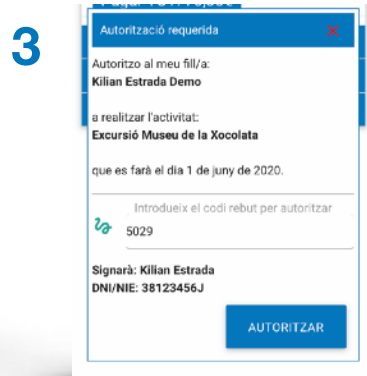 3
Autorització requerida
Autoritzo al meu fill/a:
Kilian Estrada Demo
a realitzar l'activitat:
Excursió Museu de la Xocolata
que es farà el dia 1 de juny de 2020.
Introdueix el codi rebut per autoritzar
5029
Signarà: Kilian Estrada
DNI/NIE: 38123456J
AUTORITZAR